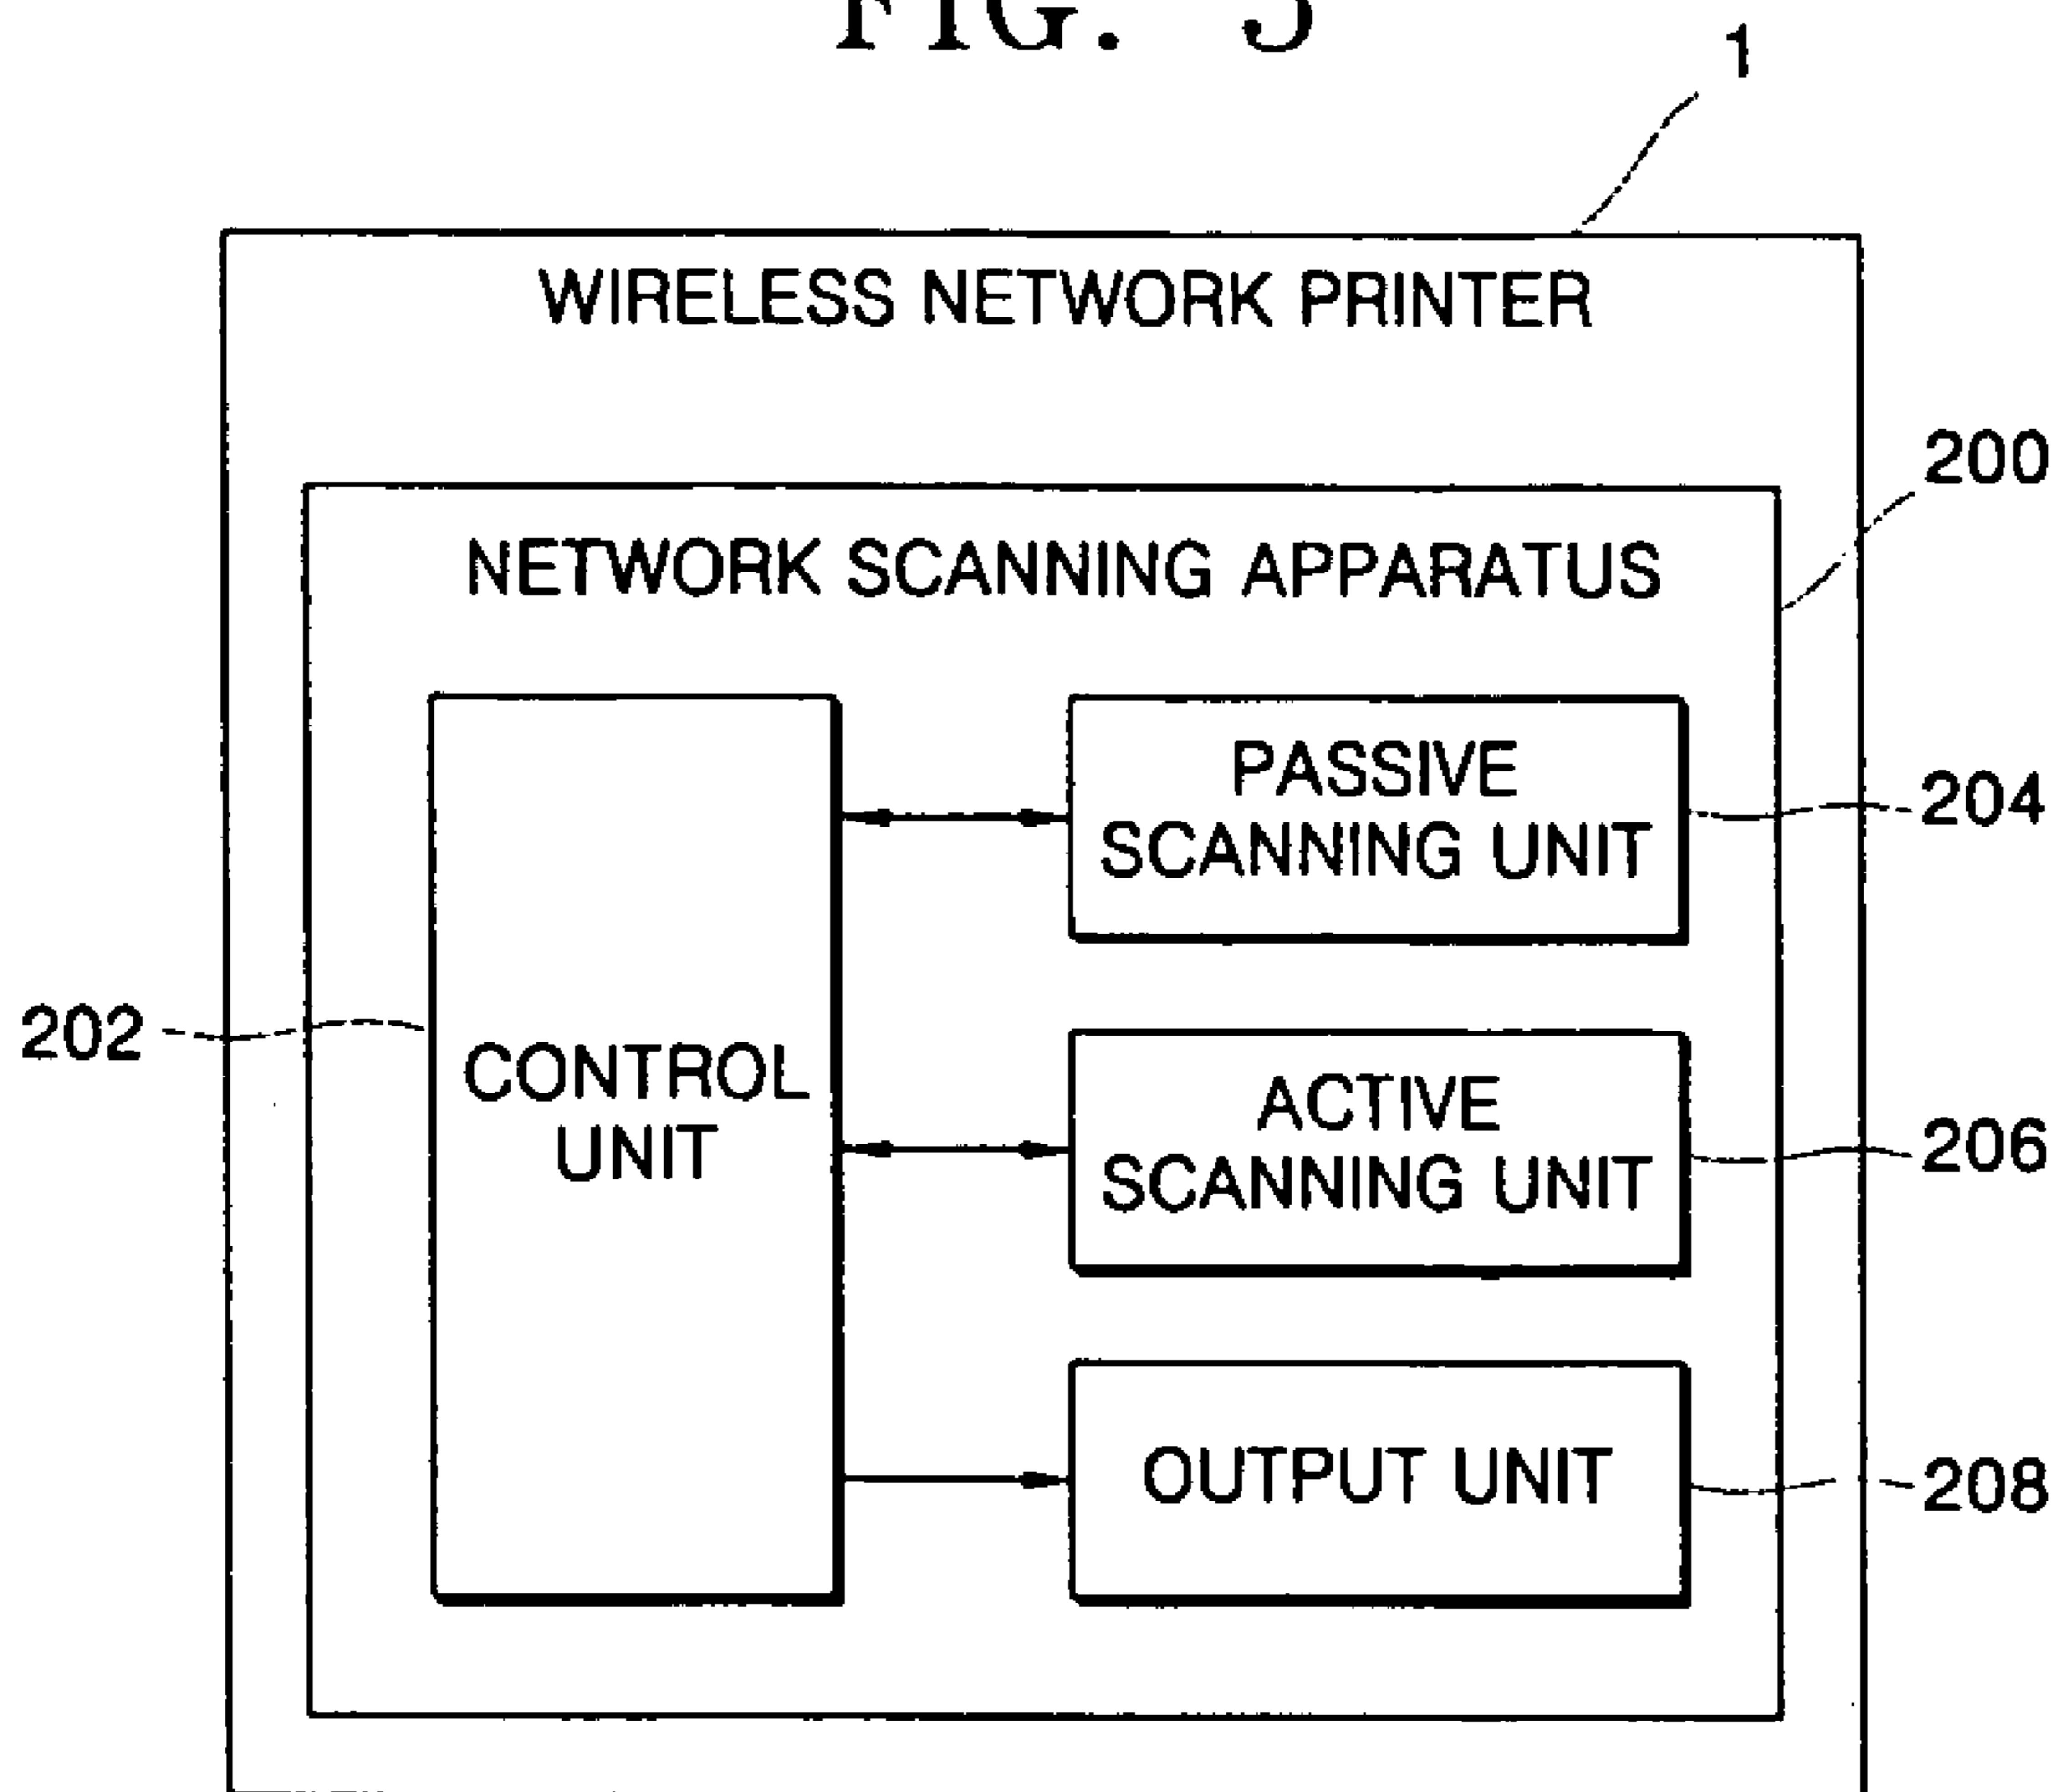 FIG.
1
WIRELESS NETWORK PRINTER
200
NETWORK SCANNING APPARATUS
PASSIVE
SCANNING UNIT
204
202
CONTROL
UNIT
ACTIVE
SCANNING UNIT
206
OUTPUT UNIT
208